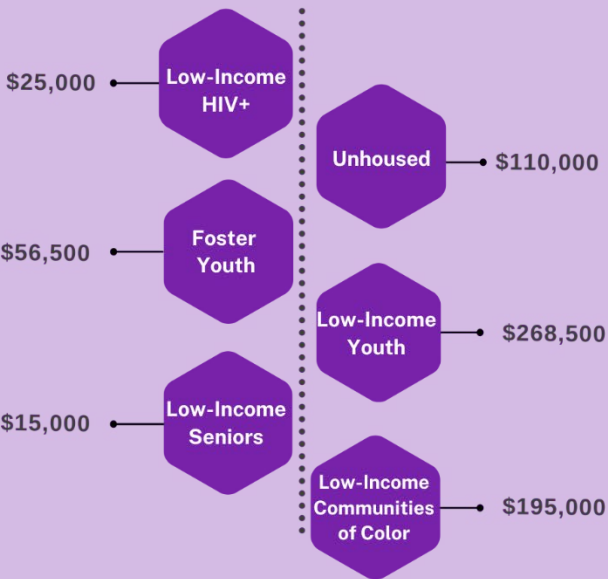 $25,000
Low-Income
HIV+
Unhoused
$110,000
$56,500
Foster
Youth
Low-Income
Youth
$268,500
$15,000
Low-Income
Seniors
Low-Income
Communities
of Color
$195,000